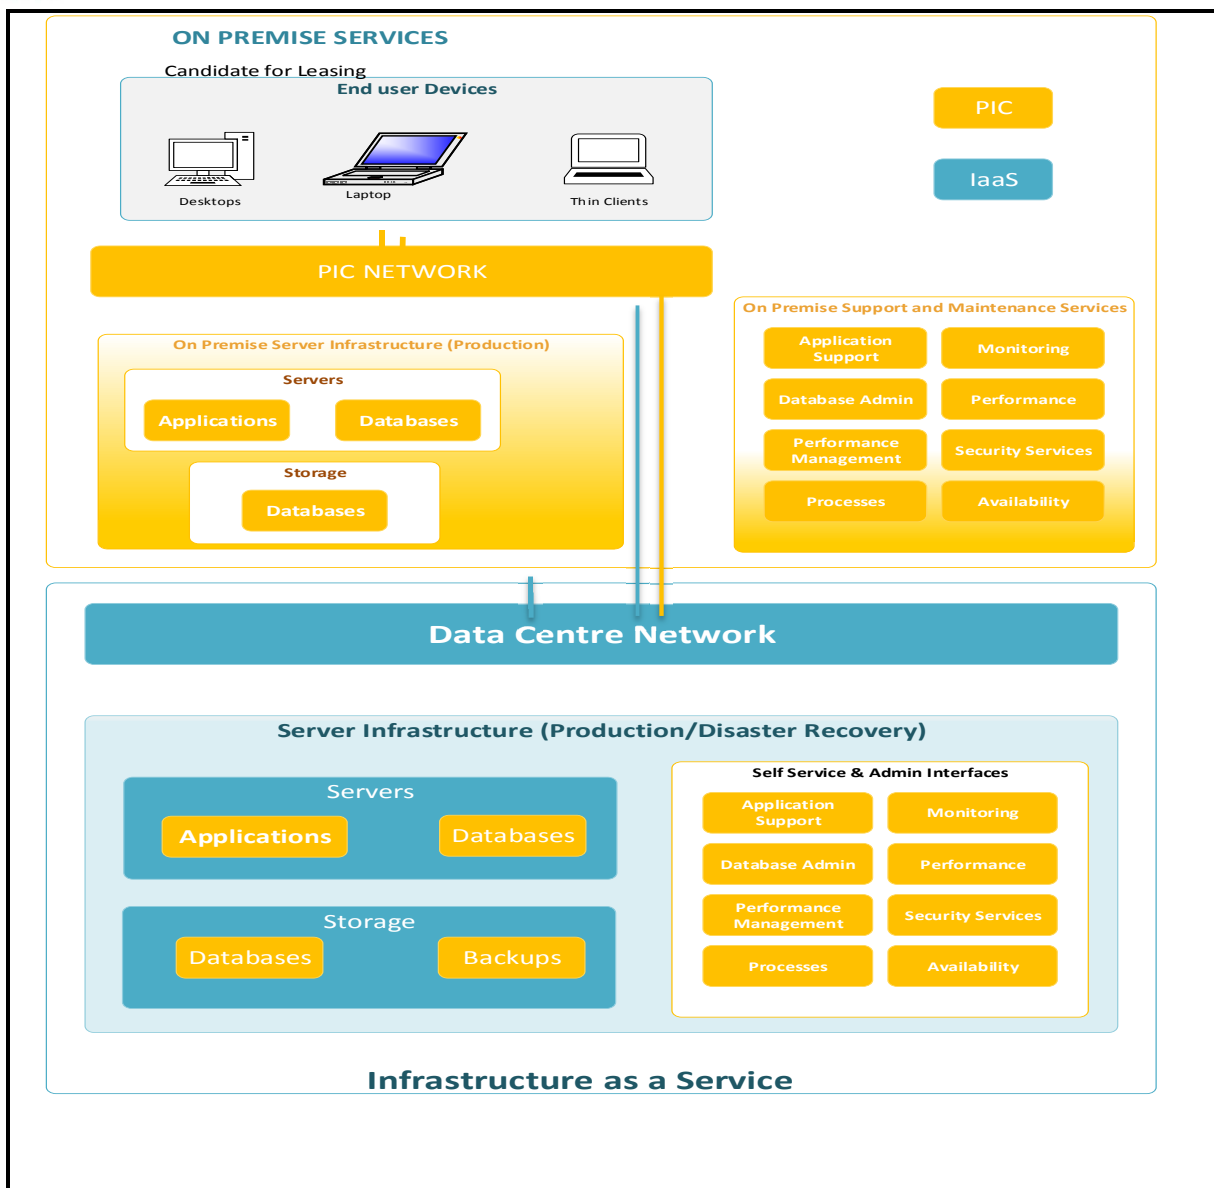 ON PREMISE SERVICES
Candidate for Leasing
End user Devices
Desktops
Laptop
Thin Clients
PIC
IaaS
PIC NETWORK
On Premise Server Infrastructure (Production)
Servers
Applications
Databases
Storage
Databases
On Premise Support and Maintenance Services
Application
Support
Monitoring
Database Admin
Performance
Performance
Management
Security Services
Processes
Availability
Data Centre Network
Server Infrastructure (Production/Disaster Recovery)
Servers
Applications
Databases
Storage
Databases
Backups
Self Service & Admin Interfaces
Application
Support
Monitoring
Database Admin
Performance
Performance
Management
Security Services
Processes
Availability
Infrastructure as a Service